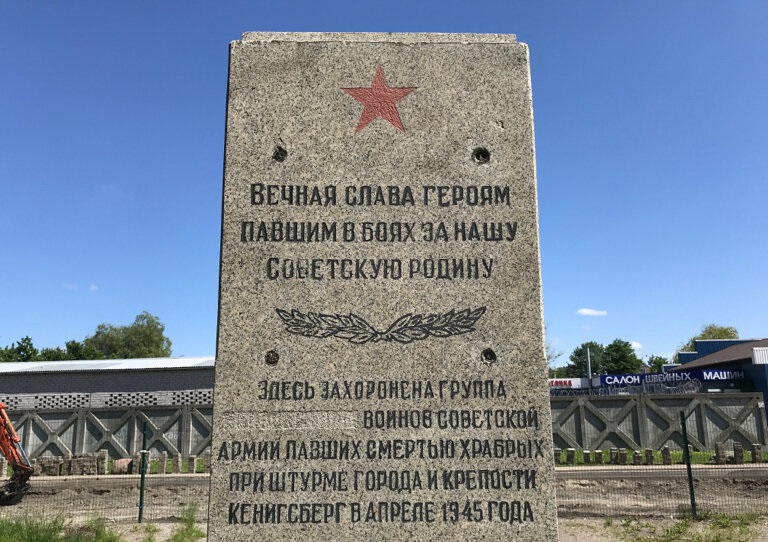 ВЕЧНАЯ СЛАВА ГЕРОЯМ
ПАВШИМ В БОЯХ ЗА НАШУ
СОВЕТСКУЮ РОДИНУ
ЗДЕСЬ ЗАХОРОНЕНА ГРУППА
ВОИНОВ СОВЕТСКОЙ
АРМИИ ПАВШИХ СМЕРТЬЮ ХРАБРЫХ
ПРИ ШТУРМЕ ГОРОДА И КРЕПОСТИ
КЕНИГСБЕРГ В АПРЕЛЕ 1945 ГОДА
САЛОН ШВЕЙНЫХ МАШИН